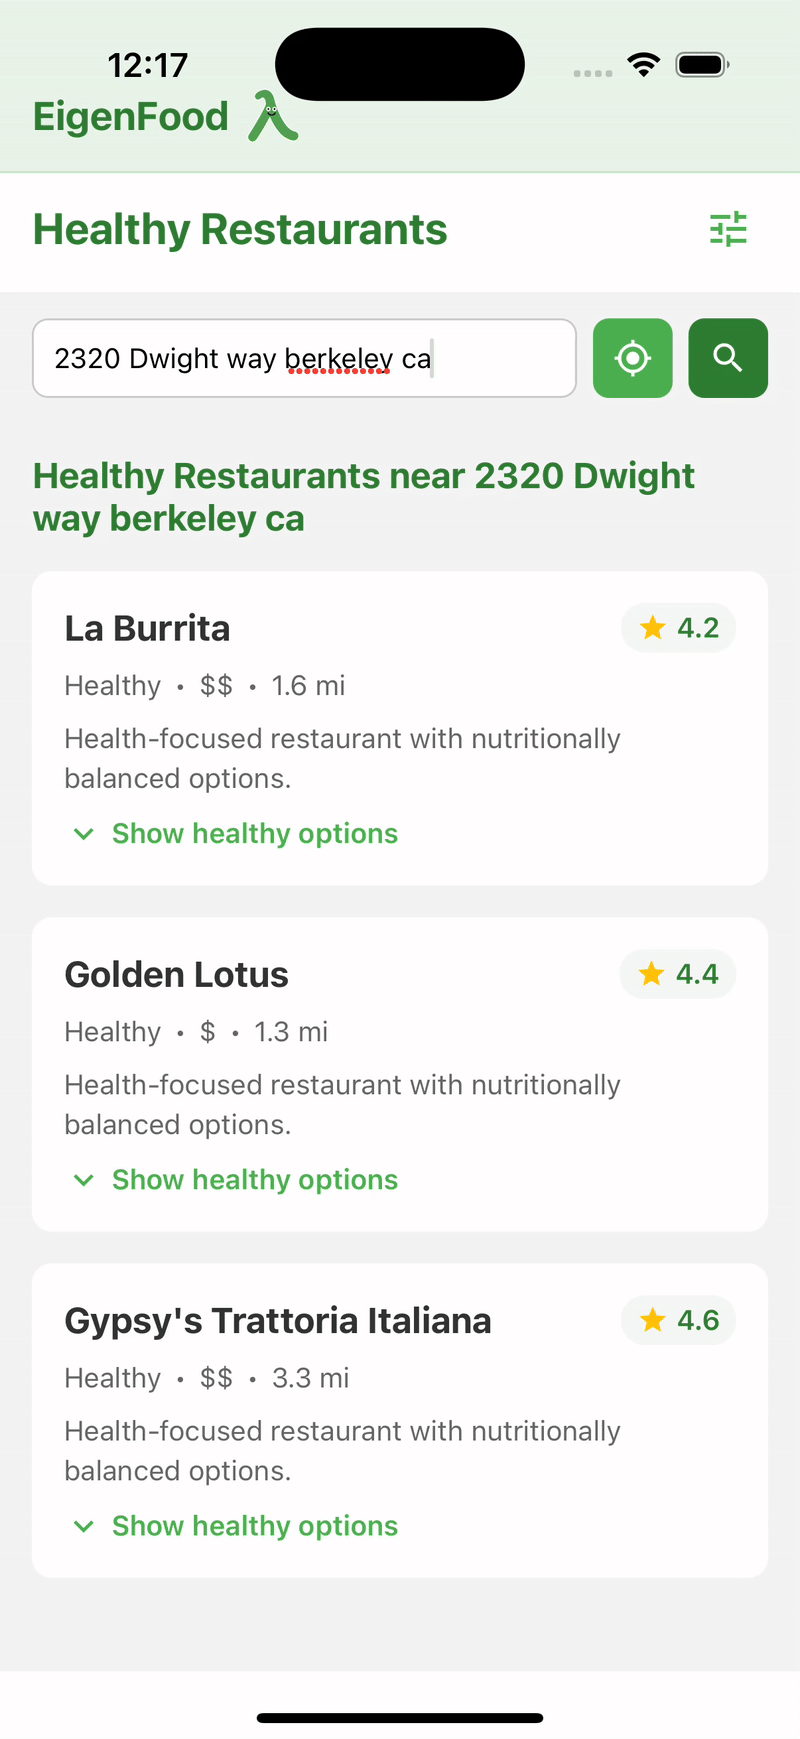 12:17
EigenFood
Healthy Restaurants
2320 Dwight way berkeley ca
Healthy Restaurants near 2320 Dwight
way berkeley ca
La Burrita
4.2
Healthy • $$ • 1.6 mi
Health-focused restaurant with nutritionally
balanced options.
Show healthy options
Golden Lotus
4.4
Healthy • $ • 1.3 mi
Health-focused restaurant with nutritionally
balanced options.
Show healthy options
Gypsy's Trattoria Italiana
4.6
Healthy • $$ • 3.3 mi
Health-focused restaurant with nutritionally
balanced options.
Show healthy options